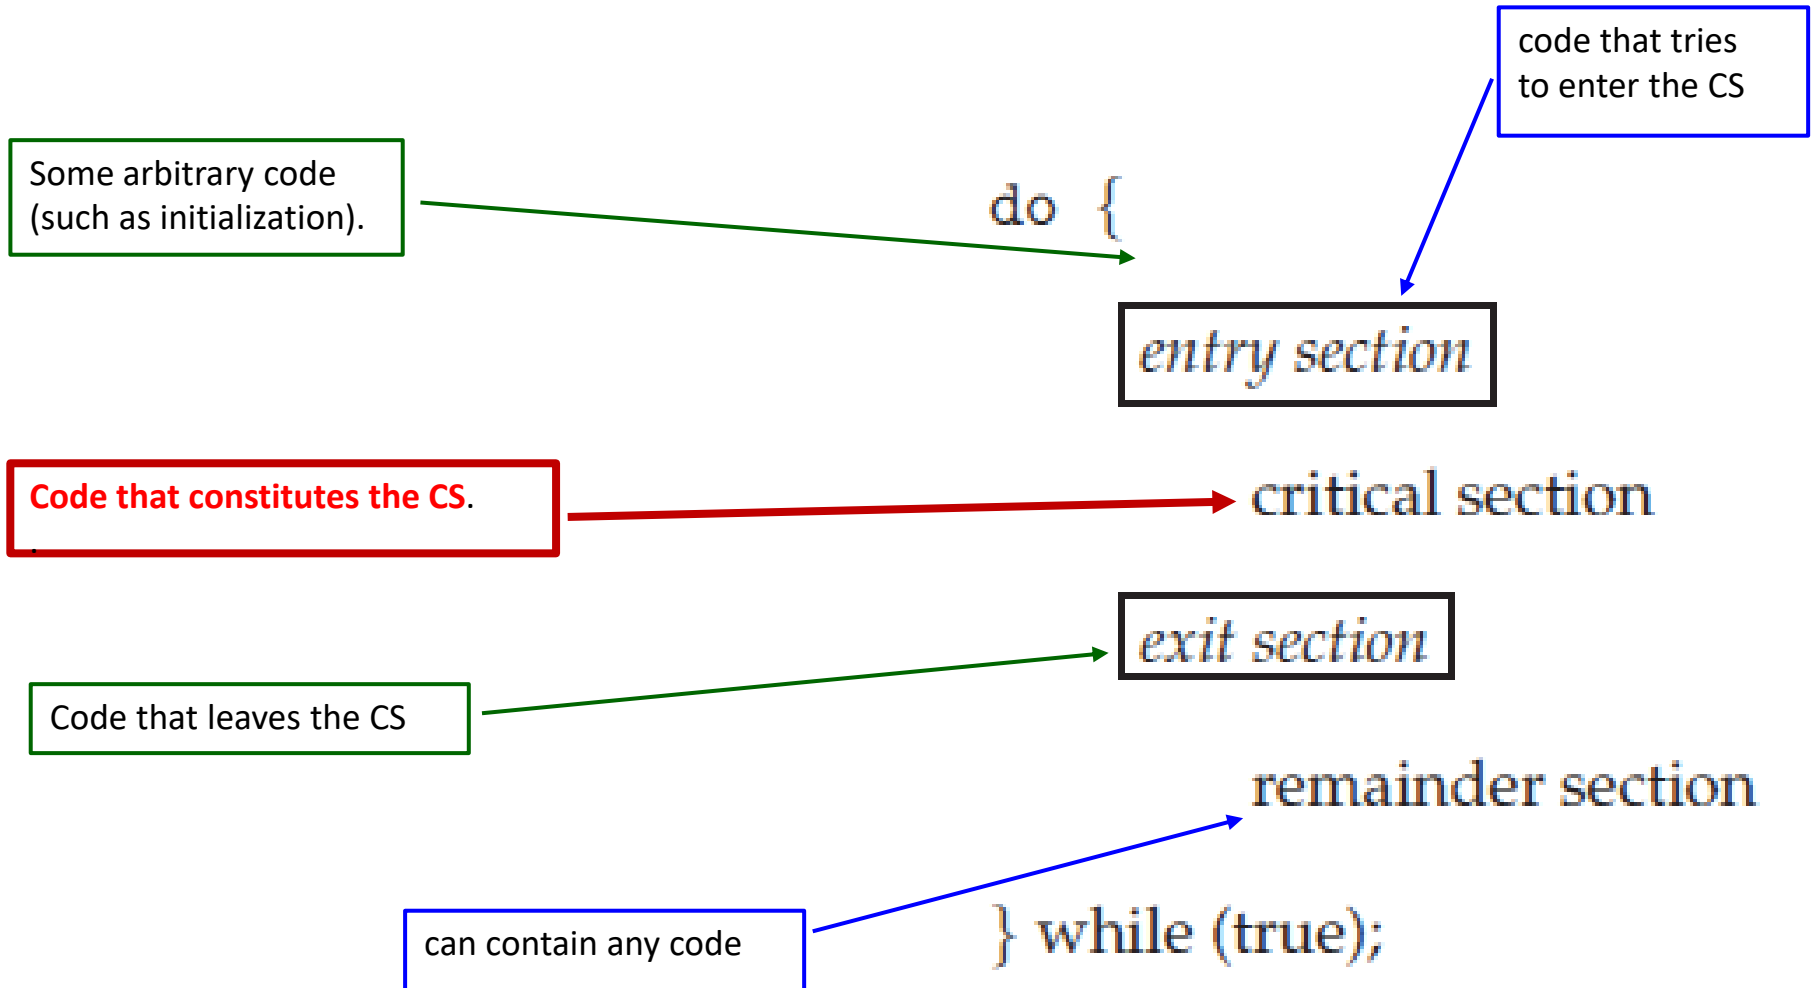 code that tries
to enter the CS
Some arbitrary code
(such as initialization).
do {
entry section
Code that constitutes the CS.
.
critical section
exit section
Code that leaves the CS
remainder section
can contain any code
} while (true);